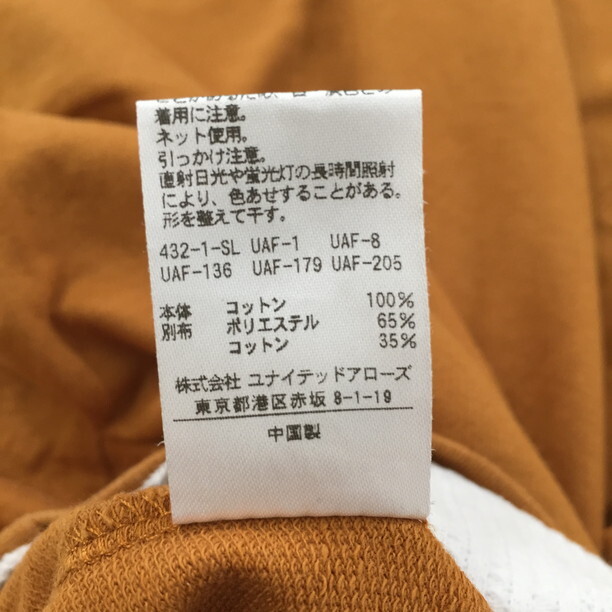 着用に注意。
ネット使用。
引っかけ注意。
直射日光や蛍光灯の長時間照射
により、色あせすることがある。
形を整えて干す。
432-1-SL UAF-1 UAF-8
UAF-136 UAF-179 UAF-205
本体 コットン 100%
別布 ポリエステル 65%
コットン 35%
株式会社 ユナイテッドアローズ
東京都港区赤坂 8-1-19
中国製